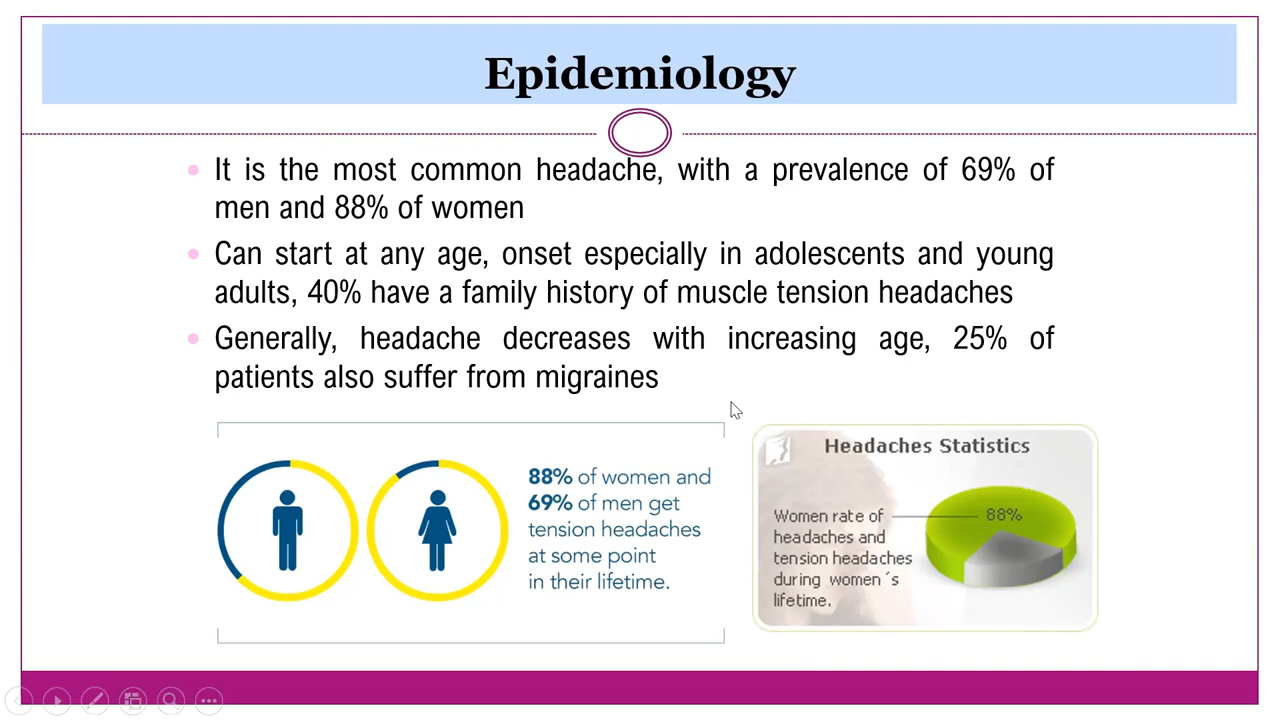 Epidemiology
It is the most common headache, with a prevalence of 69% of
men and 88% of women
Can start at any age, onset especially in adolescents and young
adults, 40% have a family history of muscle tension headaches
Generally, headache decreases with increasing age, 25% of
patients also suffer from migraines
88% of women and
69% of men get
tension headaches
at some point
in their lifetime.
Headaches Statistics
Women rate of
headaches and
tension headaches
during women´s
lifetime.
88%